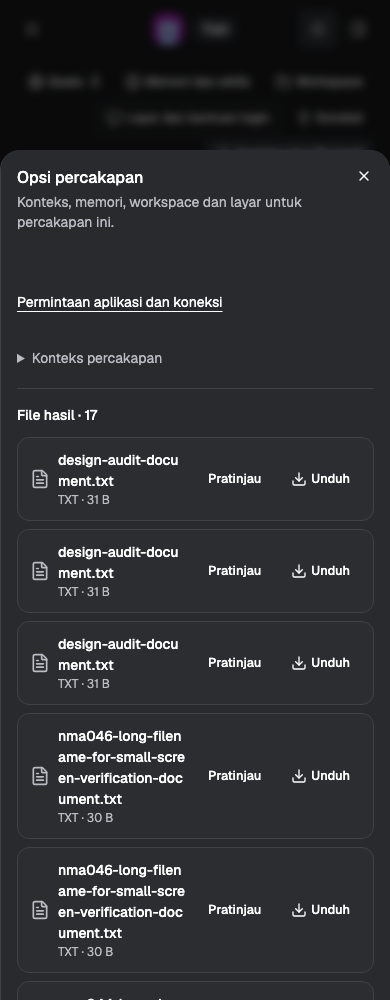 Opsi percakapan
Konteks, memori, workspace dan layar untuk
percakapan ini.
Permintaan aplikasi dan koneksi
Konteks percakapan
File hasil · 17
design-audit-docu
ment.txt
TXT · 31 B
Pratinjau
Unduh
design-audit-docu
ment.txt
TXT · 31 B
Pratinjau
Unduh
design-audit-docu
ment.txt
TXT · 31 B
Pratinjau
Unduh
nma046-long-filen
ame-for-small-scre
en-verification-doc
ument.txt
TXT · 30 B
Pratinjau
Unduh
nma046-long-filen
ame-for-small-scre
en-verification-doc
ument.txt
TXT · 30 B
Pratinjau
Unduh